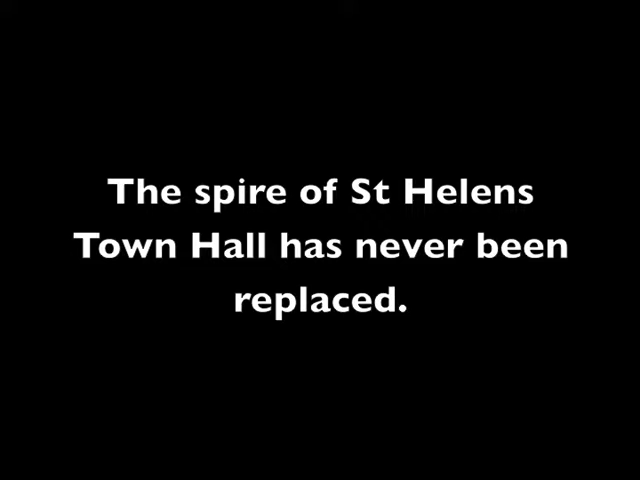 The spire of St Helens
Town Hall has never been
replaced.